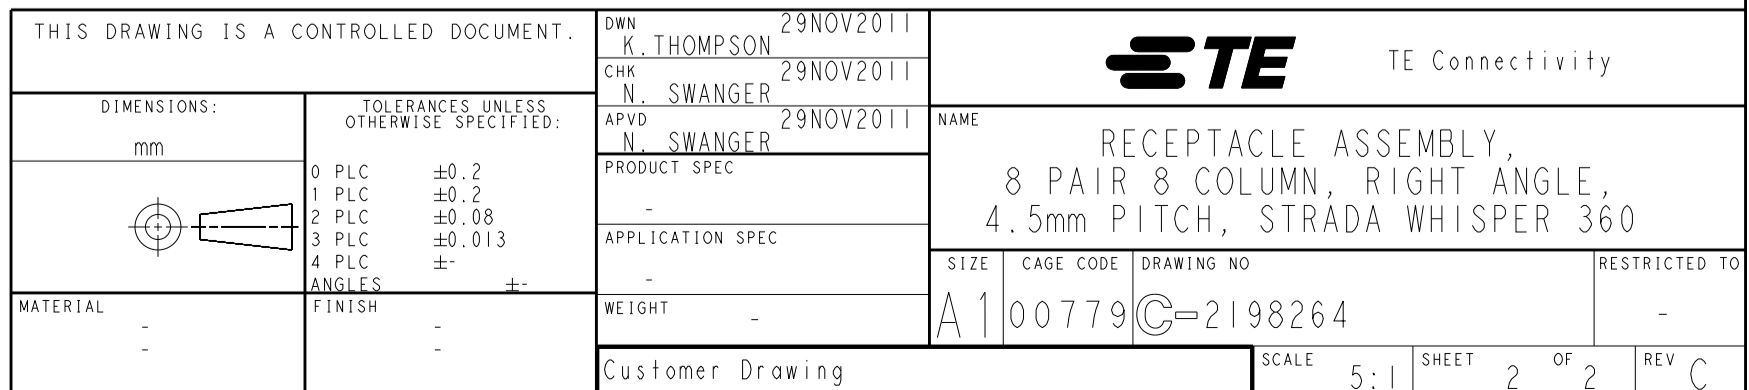 THIS DRAWING IS A CONTROLLED DOCUMENT.
DIMENSIONS:
mm
TOLERANCES UNLESS
OTHERWISE SPECIFIED:
0 PLC ±0.2
1 PLC ±0.2
2 PLC ±0.08
3 PLC ±0.013
4 PLC ±-
ANGLES ±-
MATERIAL
-
-
FINISH
-
-
DWN 29NOV2011
K.THOMPSON
CHK 29NOV2011
N. SWANGER
APVD 29NOV2011
N. SWANGER
PRODUCT SPEC
-
APPLICATION SPEC
-
WEIGHT -
Customer Drawing
TE TE Connectivity
NAME
RECEPTACLE ASSEMBLY,
8 PAIR 8 COLUMN, RIGHT ANGLE,
4.5mm PITCH, STRADA WHISPER 360
SIZE
A1
CAGE CODE
00779
DRAWING NO
C-2198264
RESTRICTED TO
-
SCALE 5:1
SHEET 2 OF 2
REV C